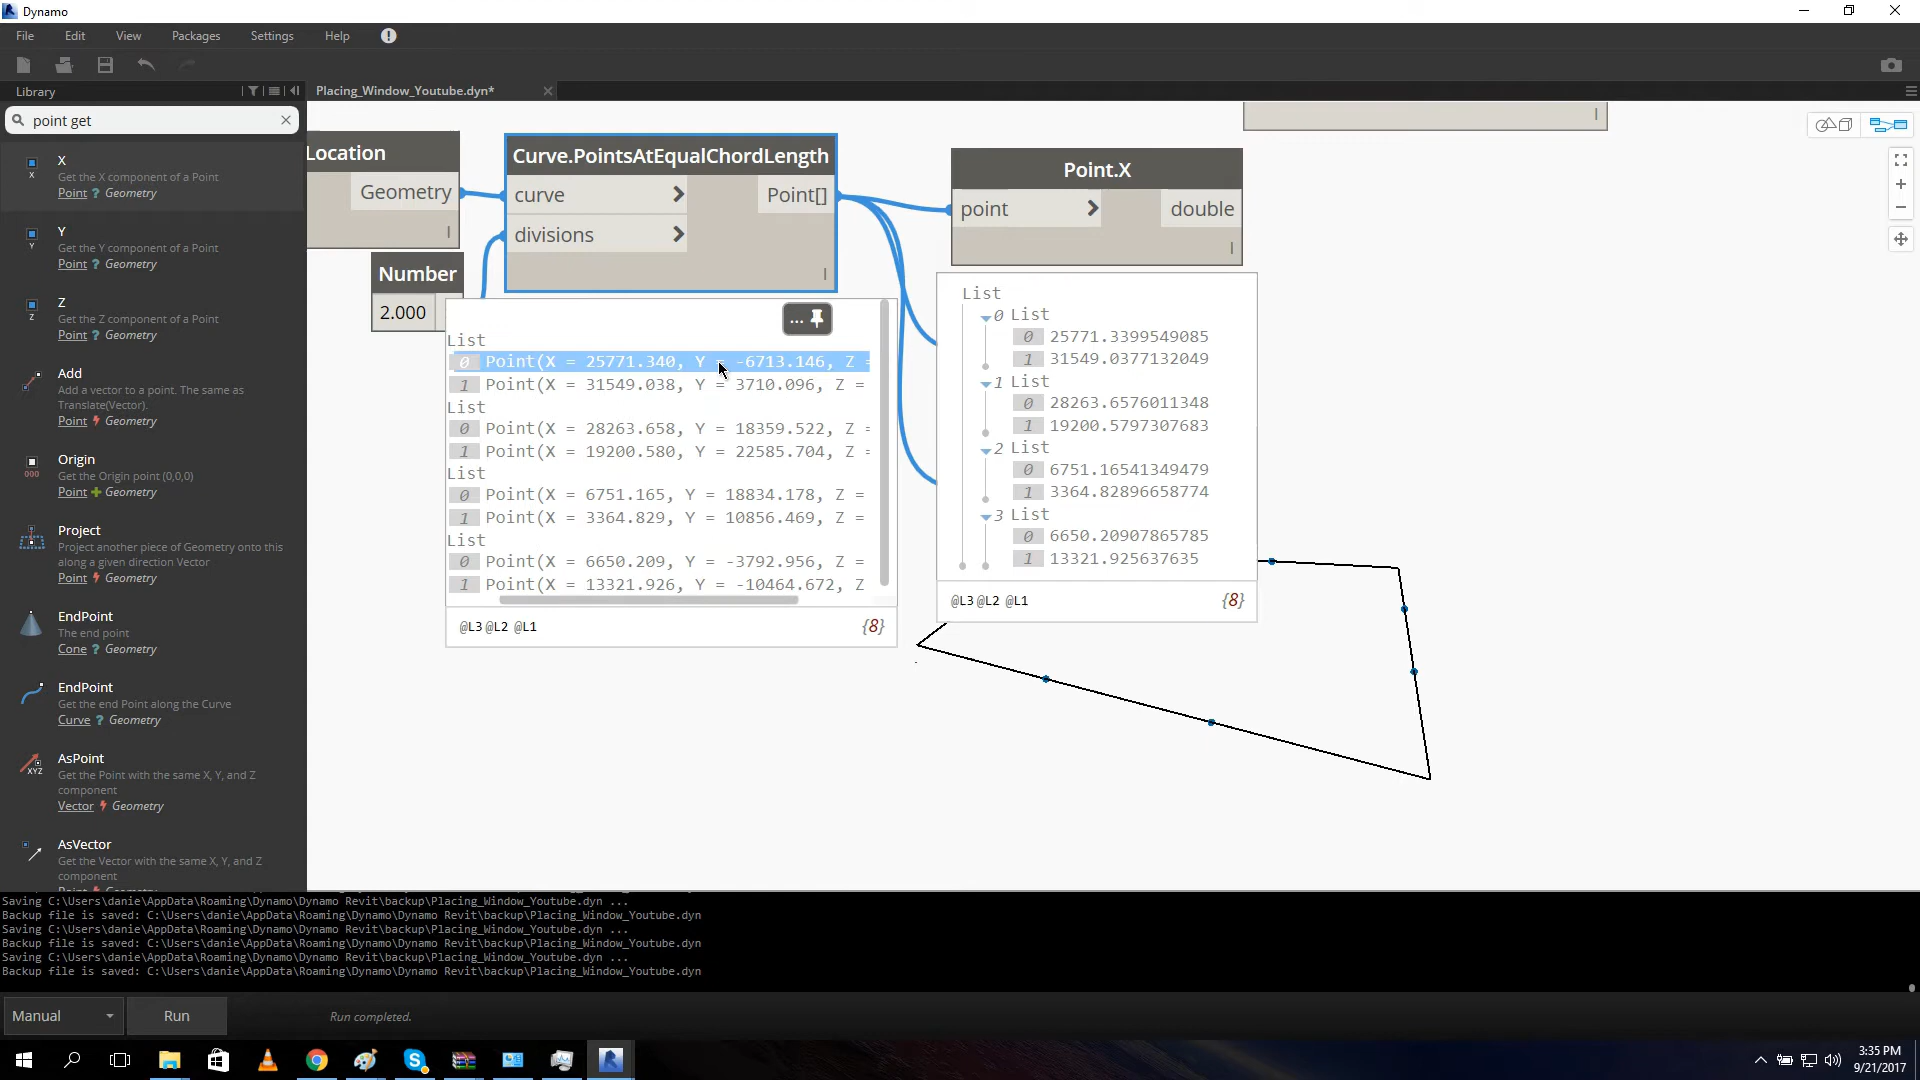 Dynamo
File Edit View Packages Settings Help
Library
Placing_Window_Youtube.dyn*
point get
X
Get the X component of a Point
Point ? Geometry
Y
Get the Y component of a Point
Point ? Geometry
Z
Get the Z component of a Point
Point ? Geometry
Add
Add a vector to a point. The same as
Translate(Vector).
Point Geometry
Origin
Get the Origin point (0,0,0)
Point Geometry
Project
Project another piece of Geometry onto this
along a given direction Vector
Point Geometry
EndPoint
The end point
Cone ? Geometry
EndPoint
Get the end Point along the Curve
Curve ? Geometry
AsPoint
Get the Point with the same X, Y, and Z
component
Vector Geometry
AsVector
Get the Vector with the same X, Y, and Z
component
Point Geometry
Location
Geometry
Number
2.000
Curve.PointsAtEqualChordLength
curve > Point[]
divisions >
...
List
0 Point(X = 25771.340, Y = -6713.146, Z =
1 Point(X = 31549.038, Y = 3710.096, Z =
List
0 Point(X = 28263.658, Y = 18359.522, Z =
1 Point(X = 19200.580, Y = 22585.704, Z =
List
0 Point(X = 6751.165, Y = 18834.178, Z =
1 Point(X = 3364.829, Y = 10856.469, Z =
List
0 Point(X = 6650.209, Y = -3792.956, Z =
1 Point(X = 13321.926, Y = -10464.672, Z
@L3 @L2 @L1 {8}
Point.X
point > double
List
0 List
0 25771.3399549085
1 31549.0377132049
1 List
0 28263.6576011348
1 19200.5797307683
2 List
0 6751.16541349479
1 3364.82896658774
3 List
0 6650.20907865785
1 13321.925637635
@L3 @L2 @L1 {8}
Saving C:\Users\danie\AppData\Roaming\Dynamo\Dynamo Revit\backup\Placing_Window_Youtube.dyn ...
Backup file is saved: C:\Users\danie\AppData\Roaming\Dynamo\Dynamo Revit\backup\Placing_Window_Youtube.dyn
Saving C:\Users\danie\AppData\Roaming\Dynamo\Dynamo Revit\backup\Placing_Window_Youtube.dyn ...
Backup file is saved: C:\Users\danie\AppData\Roaming\Dynamo\Dynamo Revit\backup\Placing_Window_Youtube.dyn
Saving C:\Users\danie\AppData\Roaming\Dynamo\Dynamo Revit\backup\Placing_Window_Youtube.dyn ...
Backup file is saved: C:\Users\danie\AppData\Roaming\Dynamo\Dynamo Revit\backup\Placing_Window_Youtube.dyn
Manual Run Run completed.
3:35 PM
9/21/2017